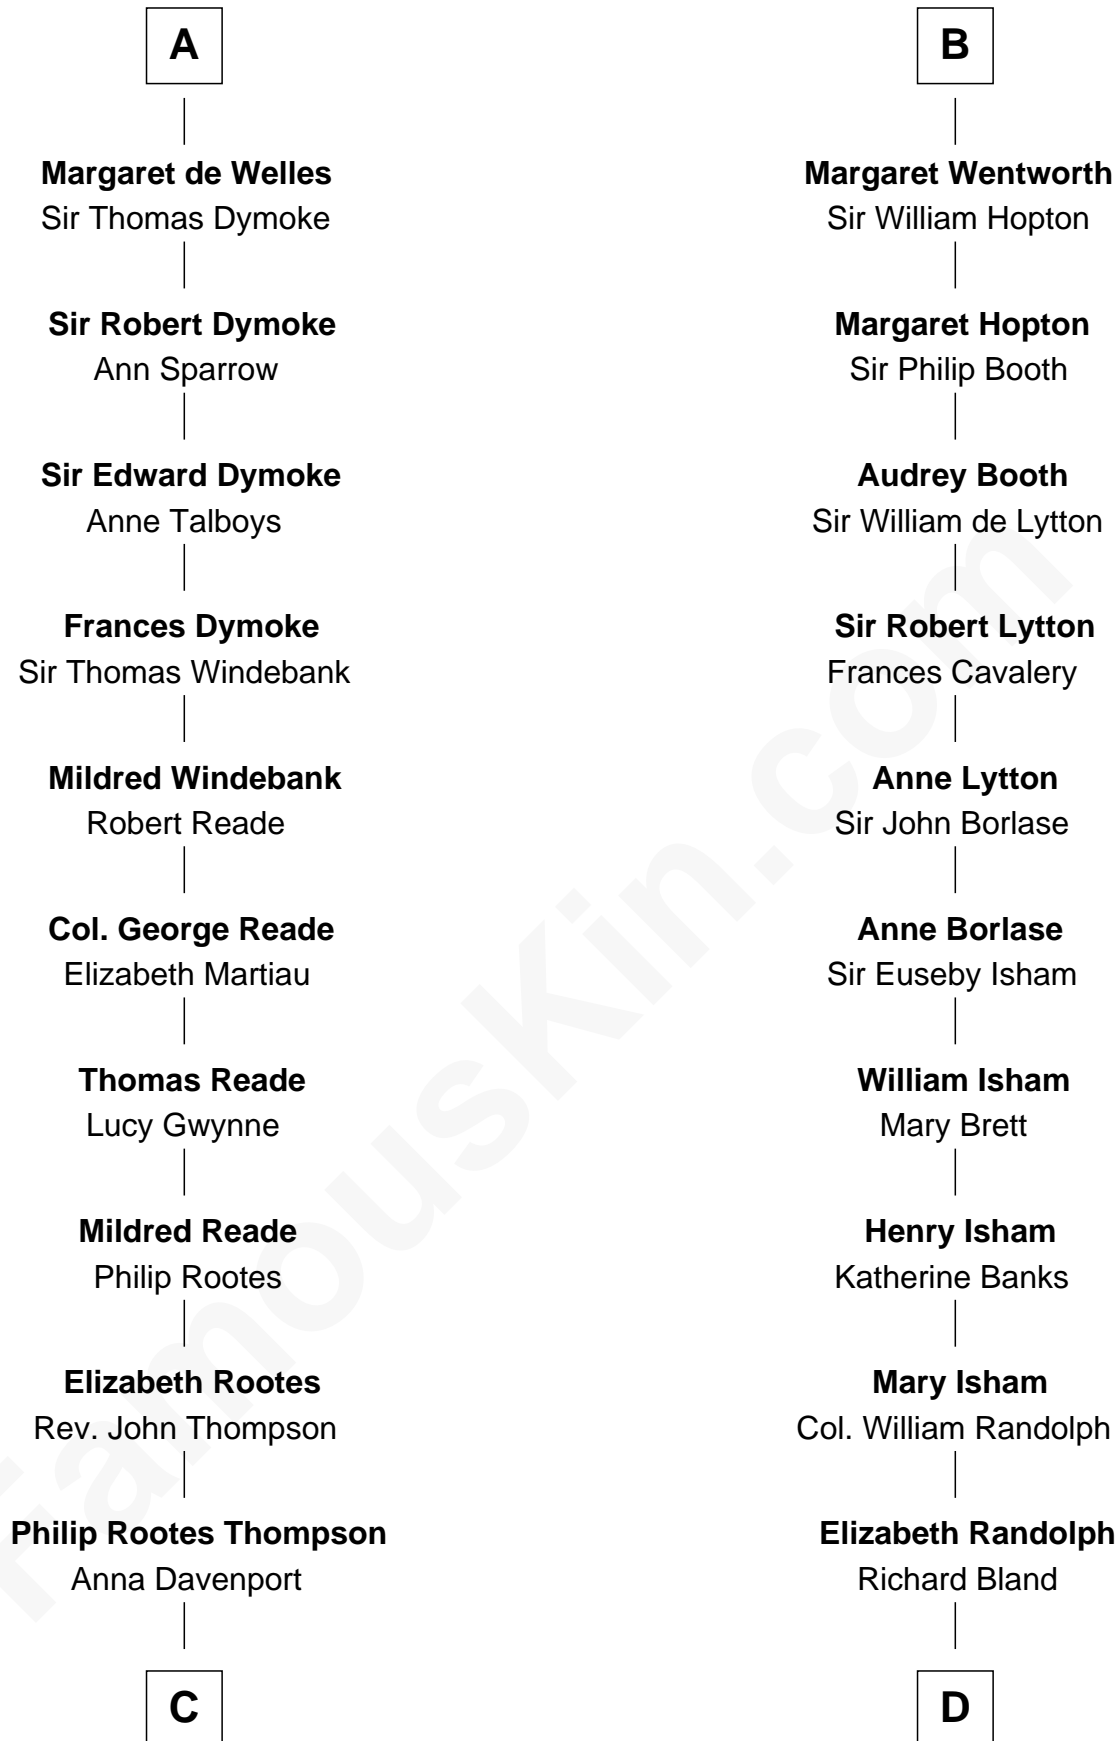 A
Margaret de Welles
Sir Thomas Dymoke
Sir Robert Dymoke
Ann Sparrow
Sir Edward Dymoke
Anne Talboys
Frances Dymoke
Sir Thomas Windebank
Mildred Windebank
Robert Reade
Col. George Reade
Elizabeth Martiau
Thomas Reade
Lucy Gwynne
Mildred Reade
Philip Rootes
Elizabeth Rootes
Rev. John Thompson
Philip Rootes Thompson
Anna Davenport
C
B
Margaret Wentworth
Sir William Hopton
Margaret Hopton
Sir Philip Booth
Audrey Booth
Sir William de Lytton
Sir Robert Lytton
Frances Cavalery
Anne Lytton
Sir John Borlase
Anne Borlase
Sir Euseby Isham
William Isham
Mary Brett
Henry Isham
Katherine Banks
Mary Isham
Col. William Randolph
Elizabeth Randolph
Richard Bland
D
FamousKin.com